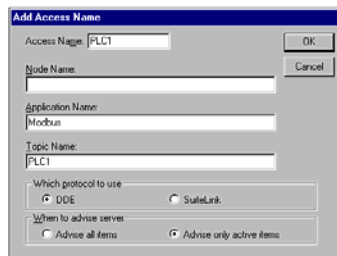 Add Access Name
Access Name: PLC1
OK
Cancel
Node Name:
Application Name:
Modbus
Topic Name:
PLC1
Which protocol to use
DDE
SuiteLink
When to advise server
Advise all items
Advise only active items